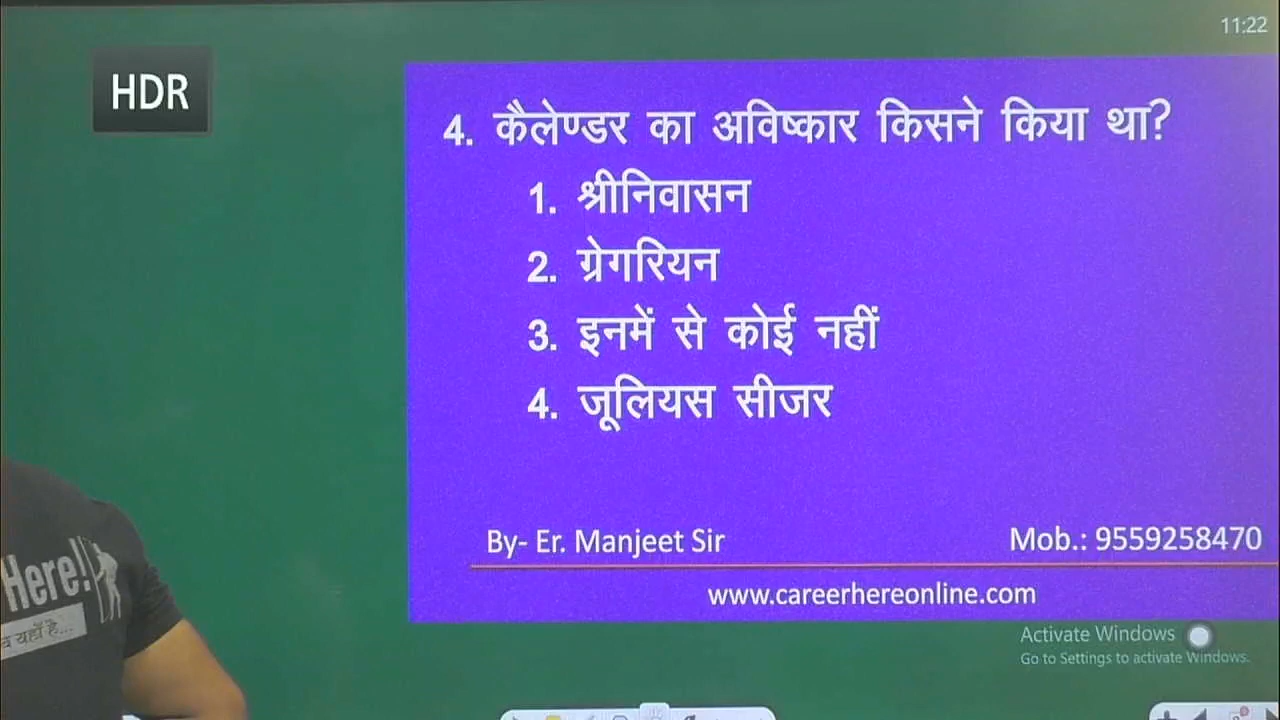 11:22
HDR
4. कैलेण्डर का अविष्कार किसने किया था?
1. श्रीनिवासन
2. ग्रेगरियन
3. इनमें से कोई नहीं
4. जूलियस सीजर
By- Er. Manjeet Sir Mob.: 9559258470
www.careerhereonline.com
Here!
यहाँ है...
Activate Windows
Go to Settings to activate Windows.